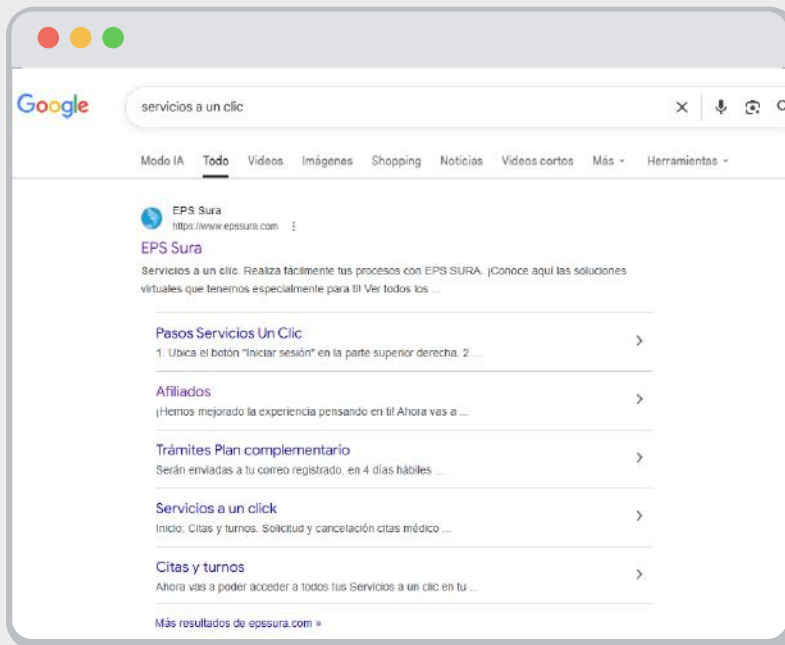 Google
servicios a un clic
Modo IA Todo Videos Imágenes Shopping Noticias Videos cortos Más Herramientas
EPS Sura
https://www.epssura.com
EPS Sura
Servicios a un clic. Realiza fácilmente tus procesos con EPS SURA. ¡Conoce aquí las soluciones
virtuales que tenemos especialmente para ti! Ver todos los ...
Pasos Servicios Un Clic
1. Ubica el botón "Iniciar sesión" en la parte superior derecha. 2 ...
Afiliados
¡Hemos mejorado la experiencia pensando en ti! Ahora vas a ...
Trámites Plan complementario
Serán enviadas a tu correo registrado, en 4 días hábiles ...
Servicios a un click
Inicio; Citas y turnos. Solicitud y cancelación citas médico ...
Citas y turnos
Ahora vas a poder acceder a todos tus Servicios a un clic en tu ...
Más resultados de epssura.com »